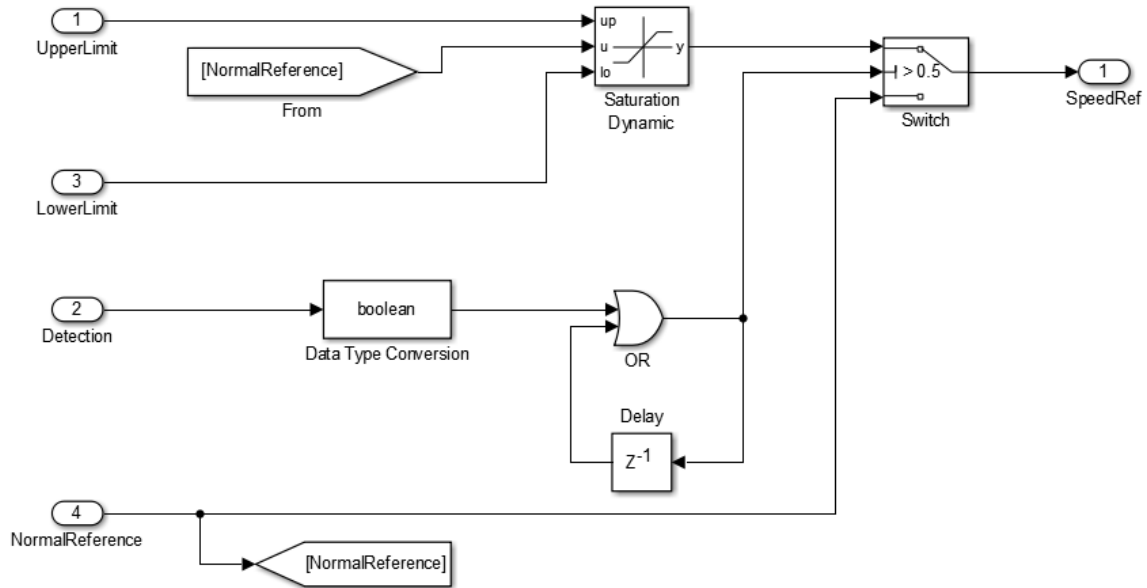 1
UpperLimit
[NormalReference]
From
up
u
lo
y
Saturation
Dynamic
> 0.5
Switch
1
SpeedRef
3
LowerLimit
2
Detection
boolean
Data Type Conversion
OR
Delay
Z-1
4
NormalReference
[NormalReference]